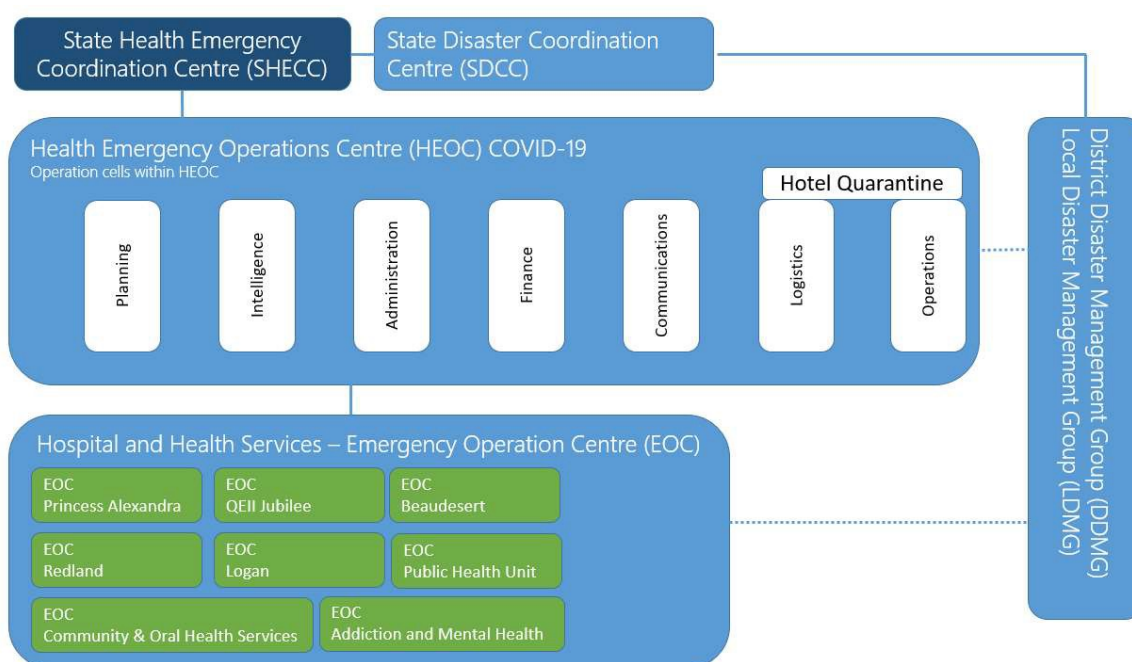 State Health Emergency
Coordination Centre (SHECC)
State Disaster Coordination
Centre (SDCC)
Health Emergency Operations Centre (HEOC) COVID-19
Operation cells within HEOC
Hotel Quarantine
Planning
Intelligence
Administration
Finance
Communications
Logistics
Operations
District Disaster Management Group (DDMG)
Local Disaster Management Group (LDMG)
Hospital and Health Services – Emergency Operation Centre (EOC)
EOC
Princess Alexandra
EOC
QEII Jubilee
EOC
Beaudesert
EOC
Redland
EOC
Logan
EOC
Public Health Unit
EOC
Community & Oral Health Services
EOC
Addiction and Mental Health